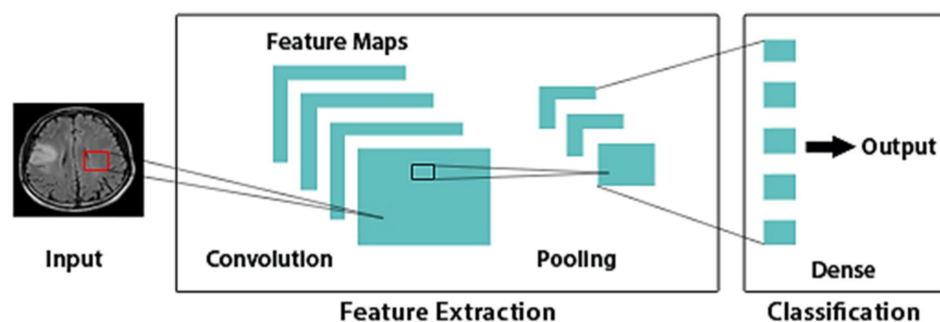 Feature Maps
Input
Convolution
Pooling
Output
Dense
Feature Extraction
Classification